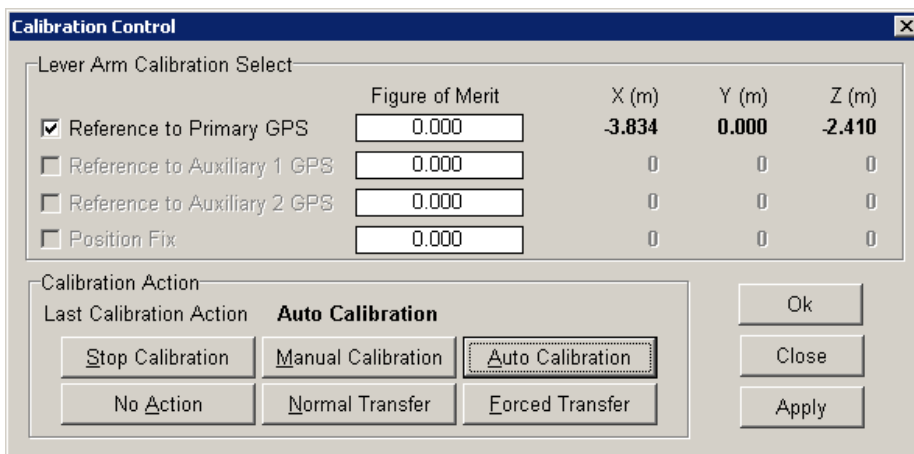 Calibration Control
Lever Arm Calibration Select
Figure of Merit X (m) Y (m) Z (m)
Reference to Primary GPS 0.000 -3.834 0.000 -2.410
Reference to Auxiliary 1 GPS 0.000 0 0 0
Reference to Auxiliary 2 GPS 0.000 0 0 0
Position Fix 0.000 0 0 0
Calibration Action
Last Calibration Action Auto Calibration
Stop Calibration Manual Calibration Auto Calibration
No Action Normal Transfer Forced Transfer
Ok
Close
Apply